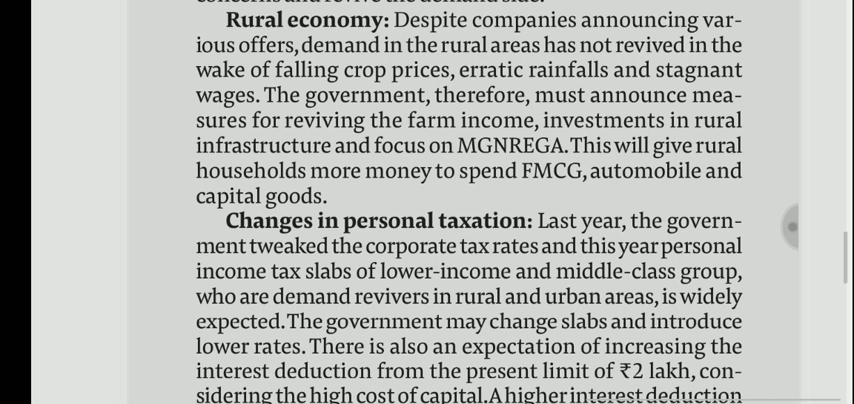 concerns and revive the demand side.
Rural economy: Despite companies announcing var-
ious offers, demand in the rural areas has not revived in the
wake of falling crop prices, erratic rainfalls and stagnant
wages. The government, therefore, must announce mea-
sures for reviving the farm income, investments in rural
infrastructure and focus on MGNREGA. This will give rural
households more money to spend FMCG, automobile and
capital goods.
Changes in personal taxation: Last year, the govern-
ment tweaked the corporate tax rates and this year personal
income tax slabs of lower-income and middle-class group,
who are demand revivers in rural and urban areas, is widely
expected. The government may change slabs and introduce
lower rates. There is also an expectation of increasing the
interest deduction from the present limit of ₹2 lakh, con-
sidering the high cost of capital. A higher interest deduction